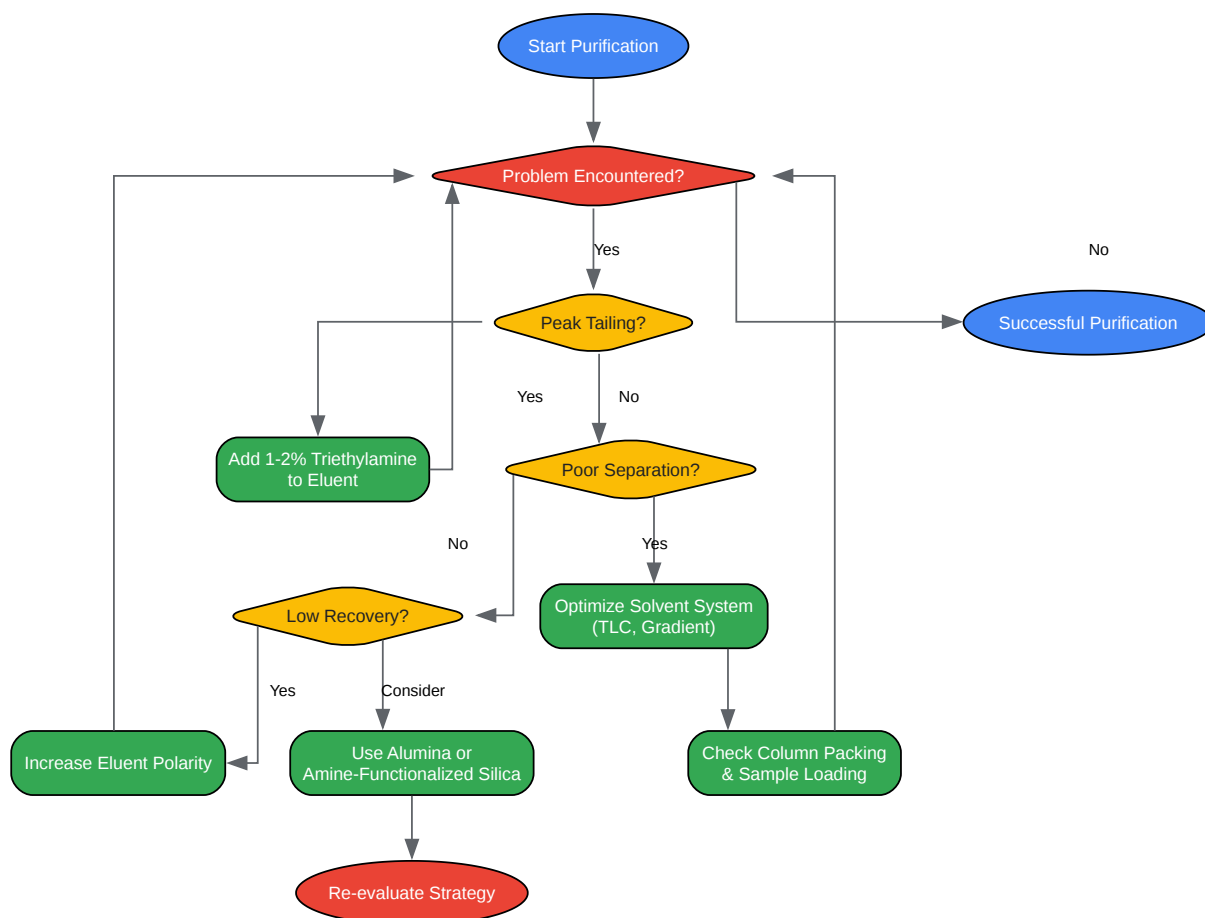 Start Purification
Problem Encountered?
Yes
No
Peak Tailing?
Successful Purification
Yes
No
Add 1-2% Triethylamine
to Eluent
Poor Separation?
No
Yes
Low Recovery?
Optimize Solvent System
(TLC, Gradient)
Yes
Consider
Increase Eluent Polarity
Use Alumina or
Amine-Functionalized Silica
Check Column Packing
& Sample Loading
Re-evaluate Strategy